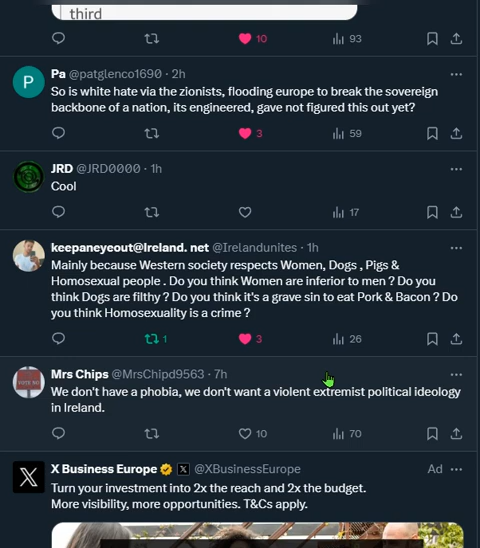 third
10
93
P
Pa @patglenco1690 · 2h
So is white hate via the zionists, flooding europe to break the sovereign
backbone of a nation, its engineered, gave not figured this out yet?
3
59
JRD @JRD0000 · 1h
Cool
17
keepaneyeout@Ireland. net @Irelandunites · 1h
Mainly because Western society respects Women, Dogs , Pigs &
Homosexual people . Do you think Women are inferior to men ? Do you
think Dogs are filthy ? Do you think it's a grave sin to eat Pork & Bacon ? Do
you think Homosexuality is a crime ?
1
3
26
VOTE NO
Mrs Chips @MrsChipd9563 · 7h
We don't have a phobia, we don't want a violent extremist political ideology
in Ireland.
10
70
X Business Europe @XBusinessEurope
Ad
Turn your investment into 2x the reach and 2x the budget.
More visibility, more opportunities. T&Cs apply.